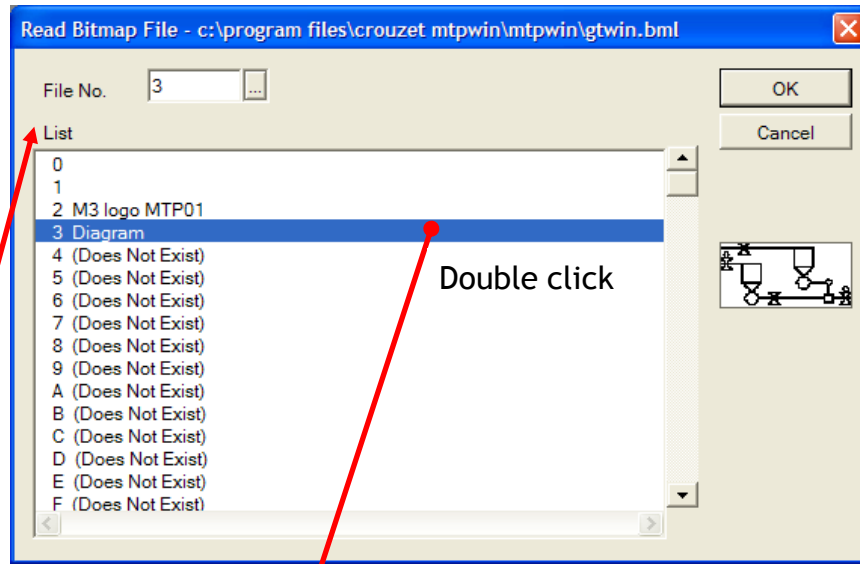 Read Bitmap File - c:\program files\crouzet mtpwin\mtpwin\gtwin.bml
File No. 3 ...
OK
List
Cancel
0
1
2 M3 logo MTP01
3 Diagram
4 (Does Not Exist)
5 (Does Not Exist)
6 (Does Not Exist)
7 (Does Not Exist)
8 (Does Not Exist)
9 (Does Not Exist)
A (Does Not Exist)
B (Does Not Exist)
C (Does Not Exist)
D (Does Not Exist)
E (Does Not Exist)
F (Does Not Exist)
Double click